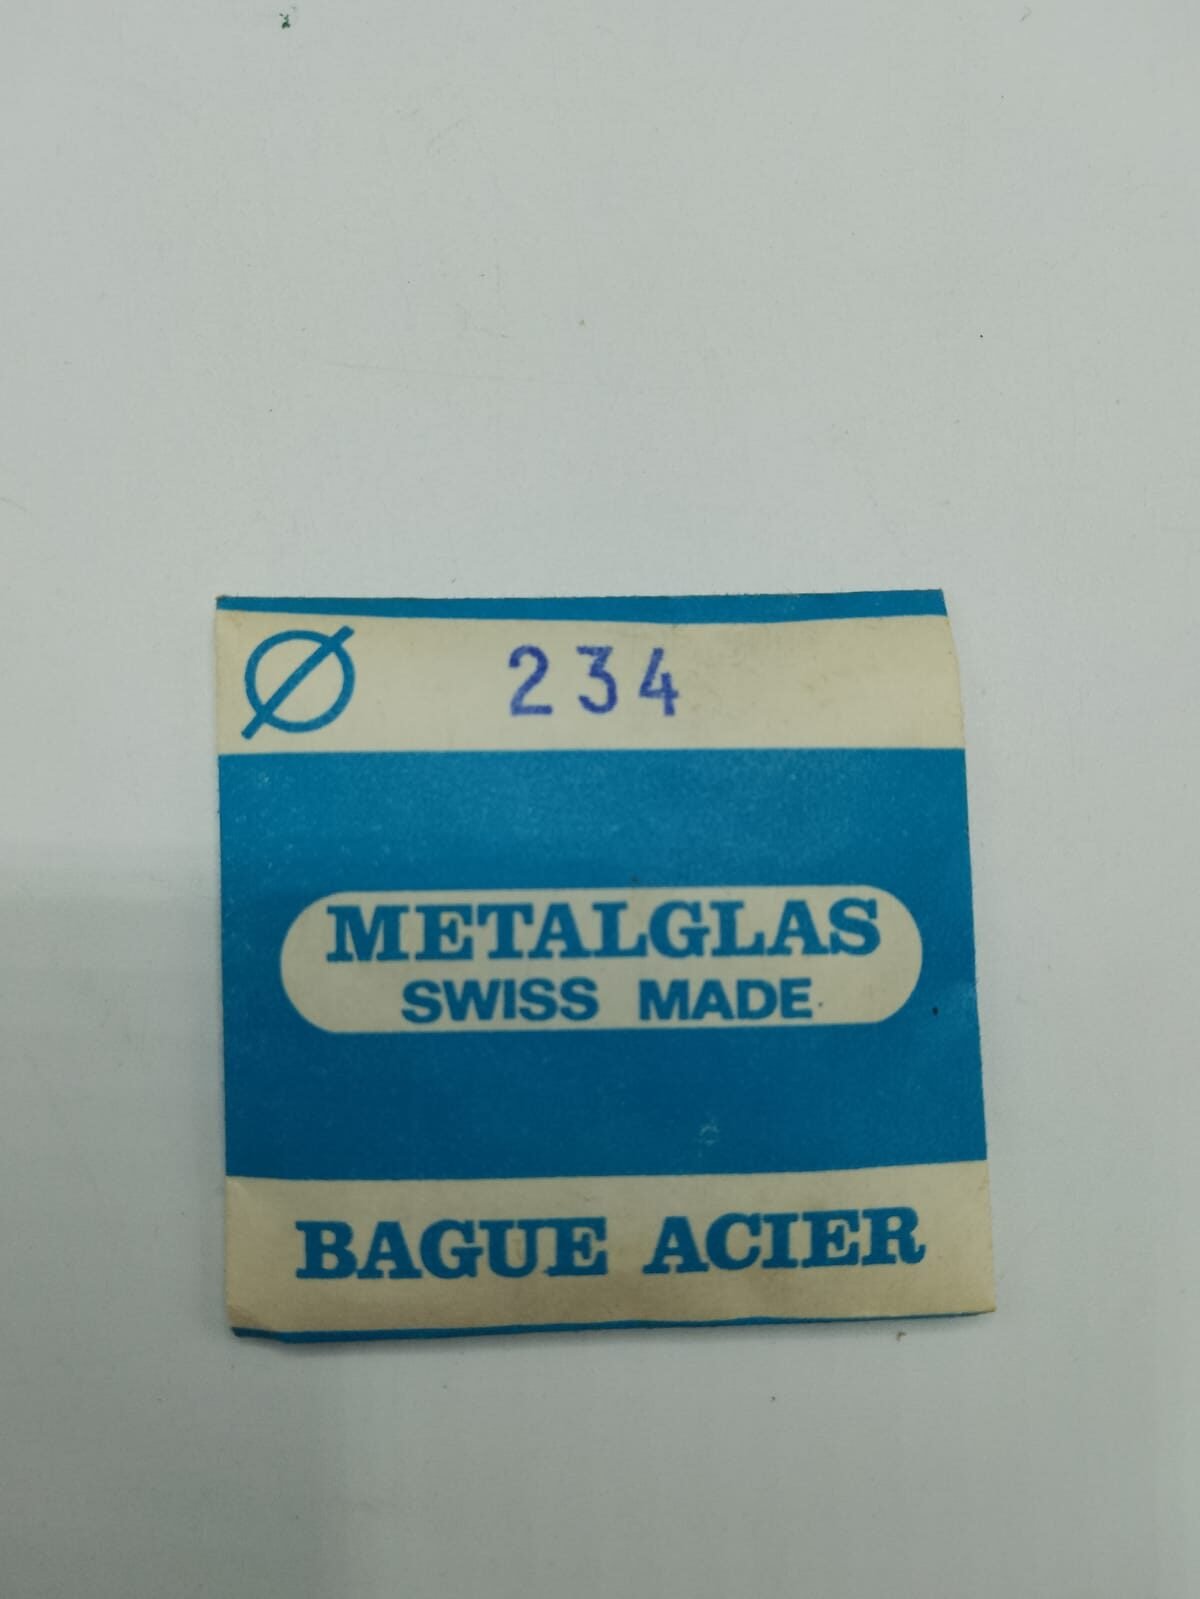 Ø 234
METALGLAS
SWISS MADE
BAGUE ACIER